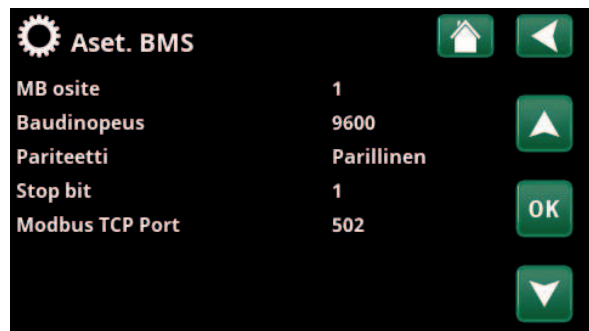 Aset. BMS
MB osite 1
Baudinopeus 9600
Pariteetti Parillinen
Stop bit 1
Modbus TCP Port 502
OK